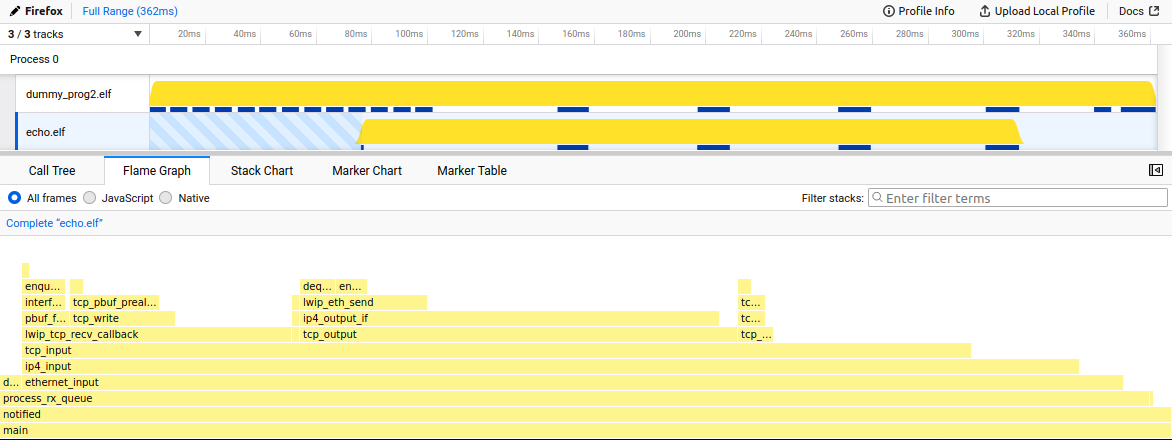 Firefox Full Range (362ms) Profile Info Upload Local Profile Docs
3 / 3 tracks 20ms 40ms 60ms 80ms 100ms 120ms 140ms 160ms 180ms 200ms 220ms 240ms 260ms 280ms 300ms 320ms 340ms 360ms
Process 0
dummy_prog2.elf
echo.elf
Call Tree Flame Graph Stack Chart Marker Chart Marker Table
All frames JavaScript Native Filter stacks: Enter filter terms
Complete “echo.elf”
enqu... deq... en...
interf... tcp_pbuf_preal... lwip_eth_send tc...
pbuf_f... tcp_write ip4_output_if tc...
lwip_tcp_recv_callback tcp_output tcp_...
tcp_input
ip4_input
d... ethernet_input
process_rx_queue
notified
main